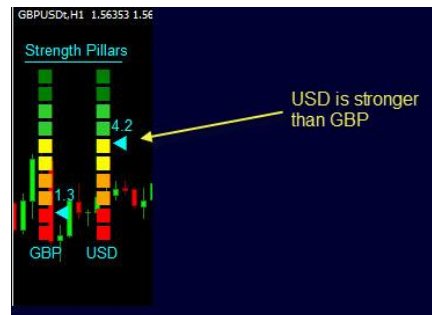 GBPUSDt,H1 1.56353 1.56
Strength Pillars
4.2
USD is stronger
than GBP
1.3
GBP USD